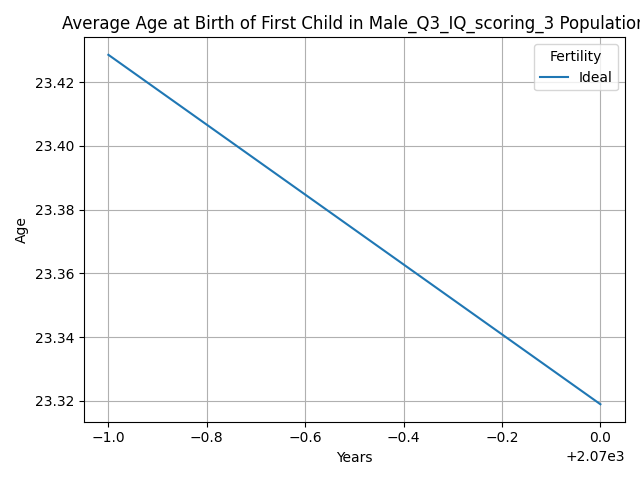 Average Age at Birth of First Child in Male_Q3_IQ_scoring_3 Population
Fertility
Ideal
23.42
23.40
23.38
23.36
23.34
23.32
Age
−1.0 −0.8 −0.6 −0.4 −0.2 0.0
+2.07e3
Years